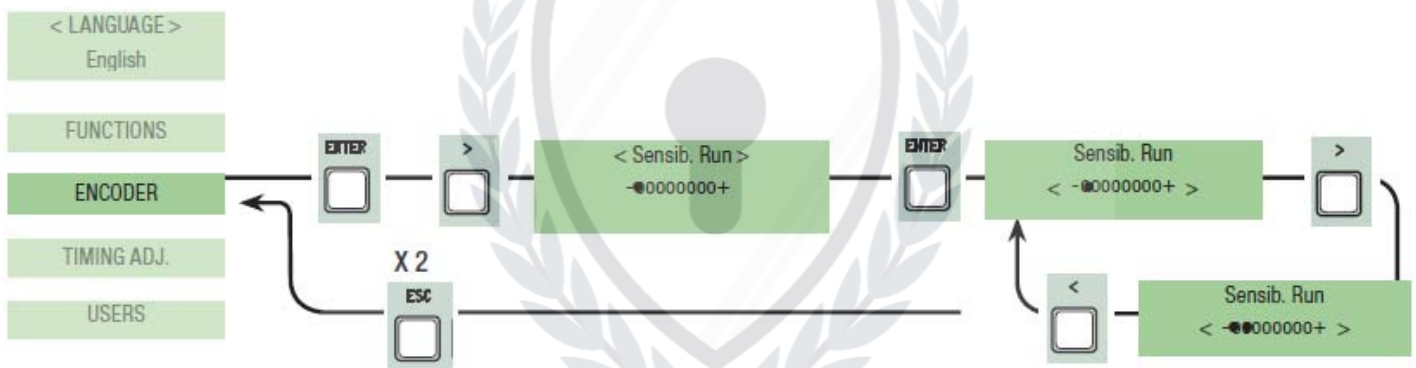 < LANGUAGE >
English
FUNCTIONS
ENCODER
TIMING ADJ.
USERS
ENTER
>
< Sensib. Run >
-●0000000+
ENTER
Sensib. Run
< -●0000000+ >
>
X 2
ESC
<
Sensib. Run
< -●●000000+ >